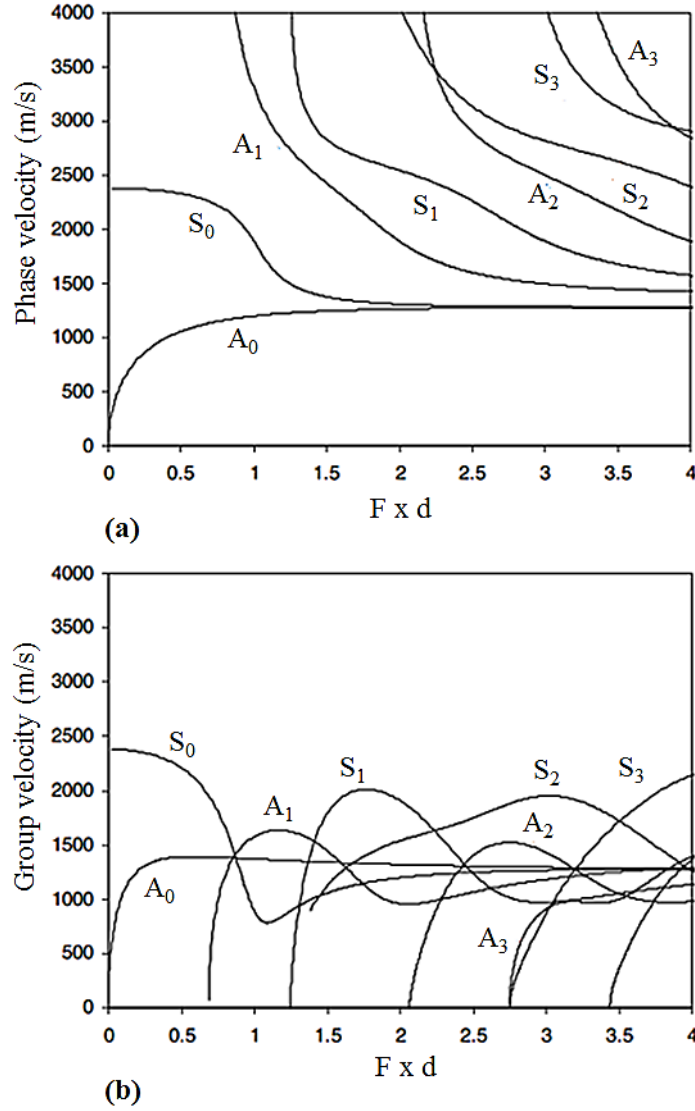 4000
3500
3000
2500
2000
1500
1000
500
0
Phase velocity (m/s)
A₁
S₃
A₃
S₀
S₁
A₂
S₂
A₀
0 0.5 1 1.5 2 2.5 3 3.5 4
F x d
(a)
4000
3500
3000
2500
2000
1500
1000
500
0
Group velocity (m/s)
S₀
S₁
S₂
S₃
A₁
A₂
A₀
A₃
0 0.5 1 1.5 2 2.5 3 3.5 4
F x d
(b)